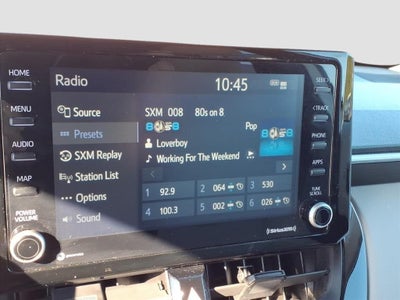 Radio 10:45
HOME
MENU
AUDIO
MAP
POWER
VOLUME
Source
Presets
SXM Replay
Station List
Options
Sound
SXM 008 80s on 8
Pop
Loverboy
Working For The Weekend
1 92.9 2 064 3 530
4 100.3 5 002 6 026
SEEK>
<TRACK
PHONE
APPS
TUNE
SCROLL
((SiriusXM))